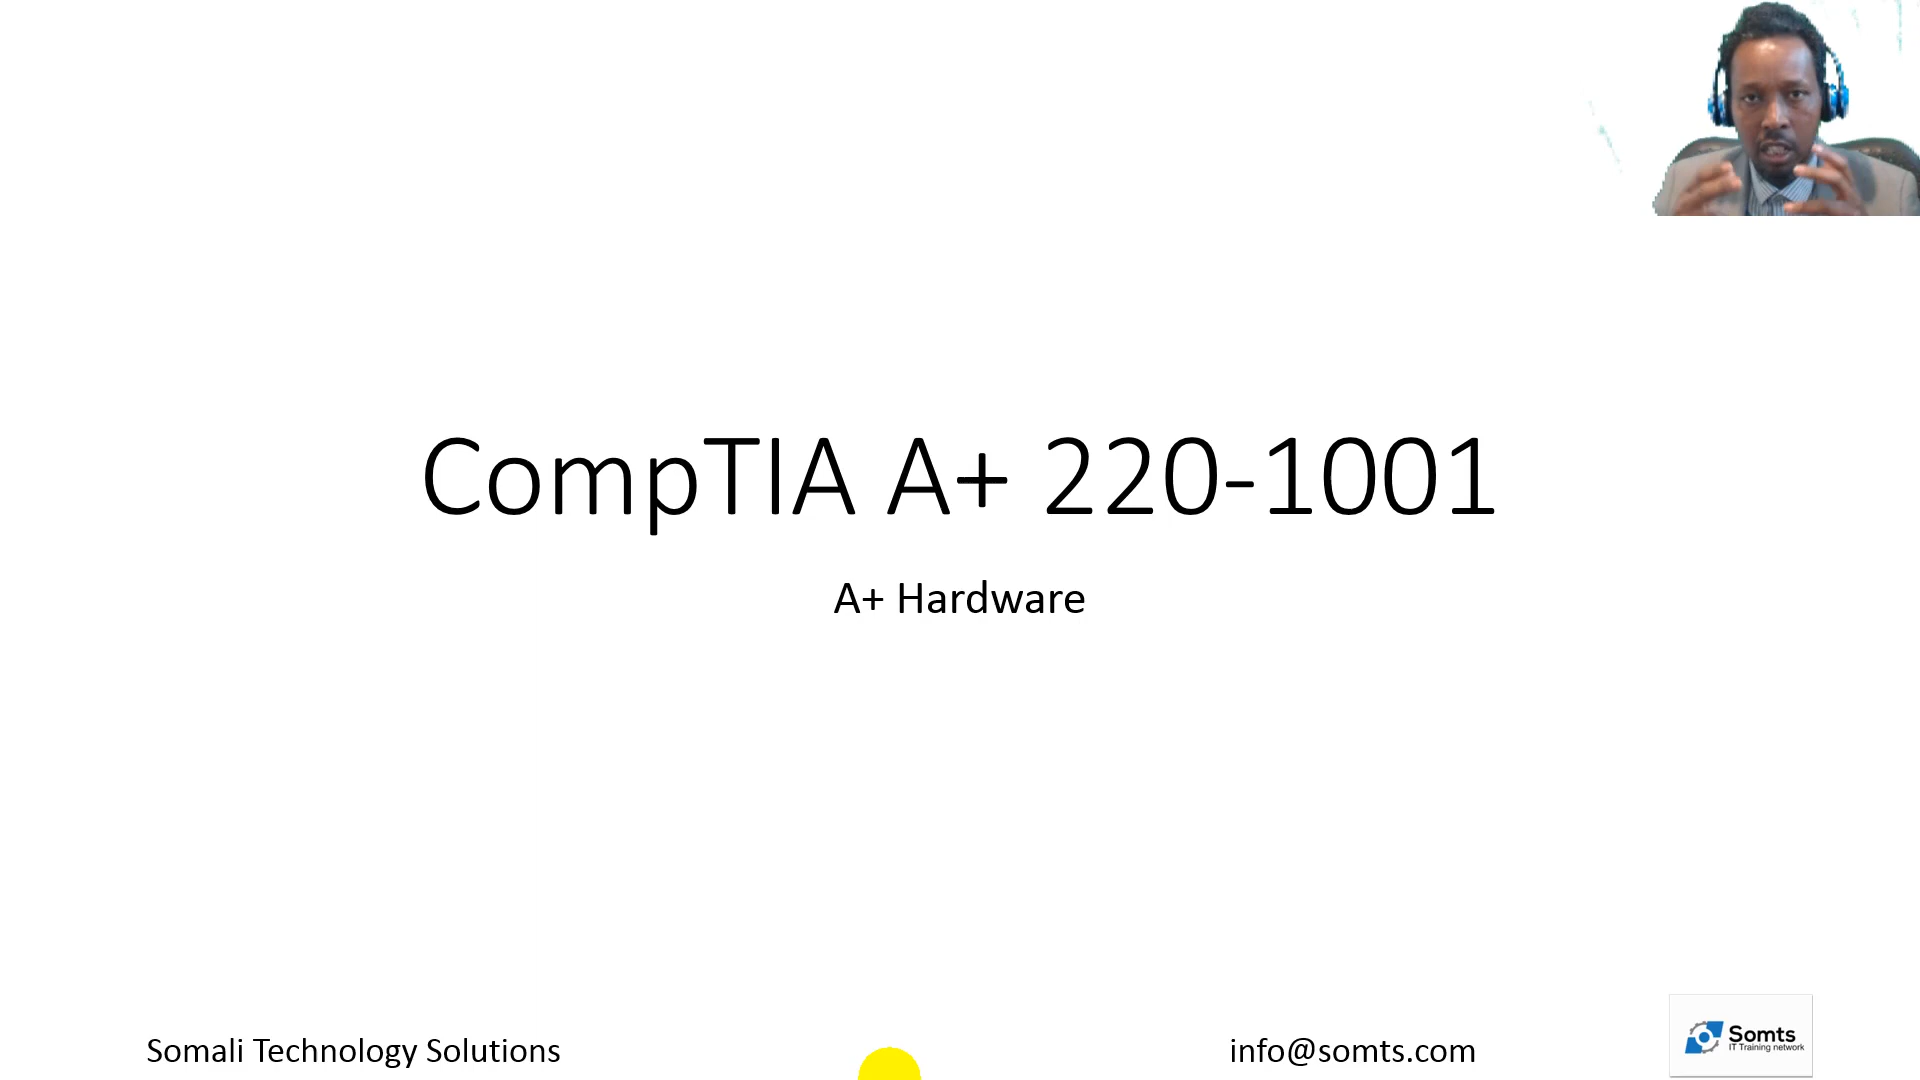 CompTIA A+ 220-1001
A+ Hardware
Somali Technology Solutions
info@somts.com
Somts
IT Training network